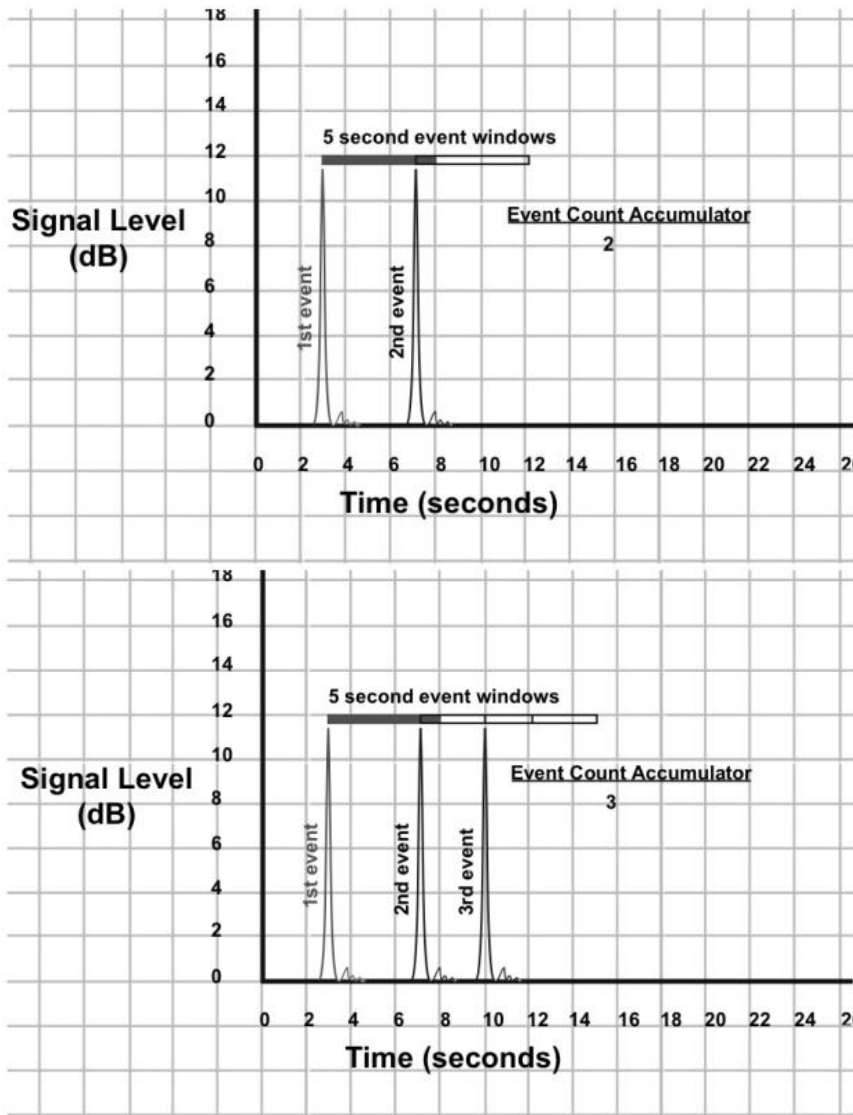 18
16
14
5 second event windows
12
10
Signal Level
(dB)
Event Count Accumulator
2
8
6
1st event
2nd event
4
2
0
0 2 4 6 8 10 12 14 16 18 20 22 24
Time (seconds)
18
16
14
5 second event windows
12
10
Signal Level
(dB)
Event Count Accumulator
3
8
6
1st event
2nd event
3rd event
4
2
0
0 2 4 6 8 10 12 14 16 18 20 22 24
Time (seconds)